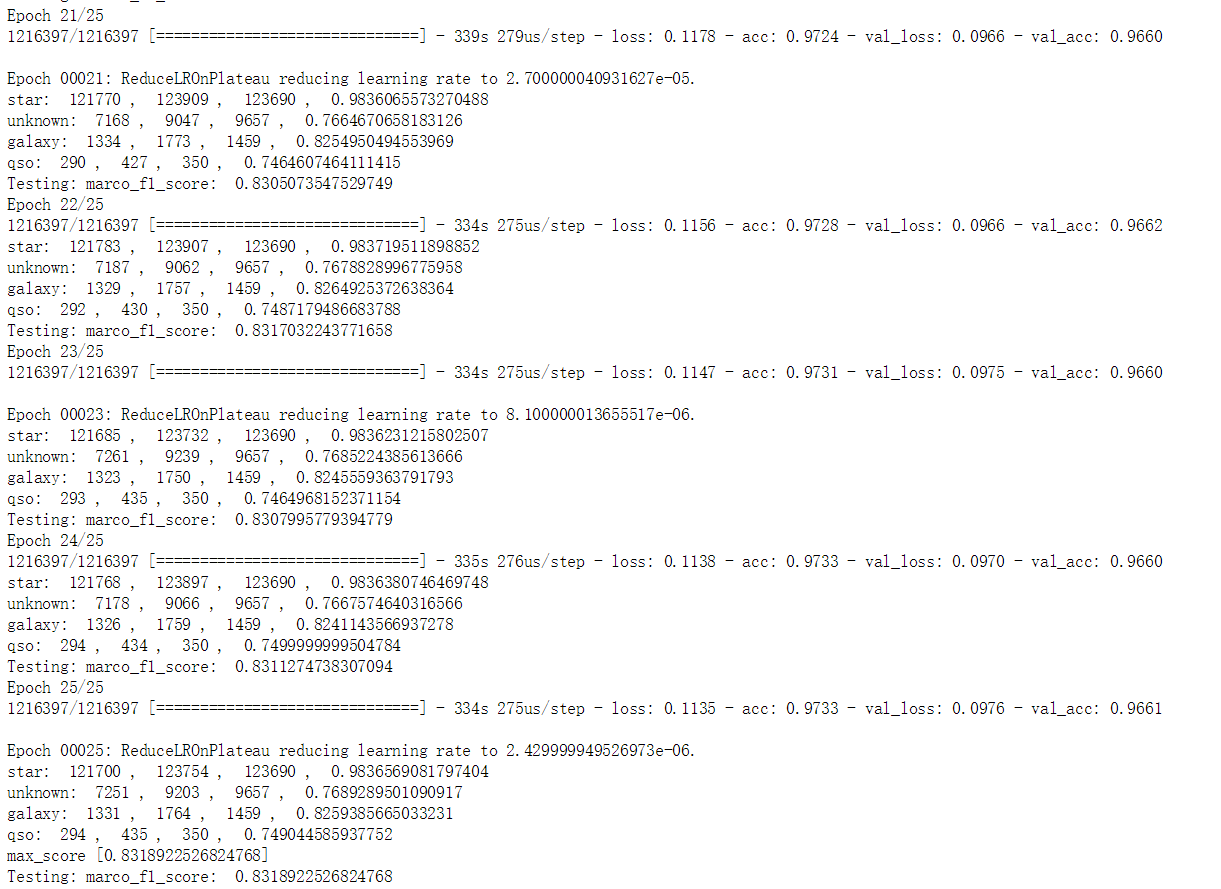 Epoch 21/25
1216397/1216397 [==============================] - 339s 279us/step - loss: 0.1178 - acc: 0.9724 - val_loss: 0.0966 - val_acc: 0.9660
Epoch 00021: ReduceLROnPlateau reducing learning rate to 2.700000040931627e-05.
star:  121770 ,  123909 ,  123690 ,  0.9836065573270488
unknown:  7168 ,  9047 ,  9657 ,  0.7664670658183126
galaxy:  1334 ,  1773 ,  1459 ,  0.8254950494553969
qso:  290 ,  427 ,  350 ,  0.7464607464111415
Testing: marco_f1_score:  0.8305073547529749
Epoch 22/25
1216397/1216397 [==============================] - 334s 275us/step - loss: 0.1156 - acc: 0.9728 - val_loss: 0.0966 - val_acc: 0.9662
star:  121783 ,  123907 ,  123690 ,  0.983719511898852
unknown:  7187 ,  9062 ,  9657 ,  0.7678828996775958
galaxy:  1329 ,  1757 ,  1459 ,  0.8264925372638364
qso:  292 ,  430 ,  350 ,  0.7487179486683788
Testing: marco_f1_score:  0.8317032243771658
Epoch 23/25
1216397/1216397 [==============================] - 334s 275us/step - loss: 0.1147 - acc: 0.9731 - val_loss: 0.0975 - val_acc: 0.9660
Epoch 00023: ReduceLROnPlateau reducing learning rate to 8.100000013655517e-06.
star:  121685 ,  123732 ,  123690 ,  0.9836231215802507
unknown:  7261 ,  9239 ,  9657 ,  0.7685224385613666
galaxy:  1323 ,  1750 ,  1459 ,  0.8245559363791793
qso:  293 ,  435 ,  350 ,  0.7464968152371154
Testing: marco_f1_score:  0.8307995779394779
Epoch 24/25
1216397/1216397 [==============================] - 335s 276us/step - loss: 0.1138 - acc: 0.9733 - val_loss: 0.0970 - val_acc: 0.9660
star:  121768 ,  123897 ,  123690 ,  0.9836380746469748
unknown:  7178 ,  9066 ,  9657 ,  0.7667574640316566
galaxy:  1326 ,  1759 ,  1459 ,  0.8241143566937278
qso:  294 ,  434 ,  350 ,  0.7499999999504784
Testing: marco_f1_score:  0.8311274738307094
Epoch 25/25
1216397/1216397 [==============================] - 334s 275us/step - loss: 0.1135 - acc: 0.9733 - val_loss: 0.0976 - val_acc: 0.9661
Epoch 00025: ReduceLROnPlateau reducing learning rate to 2.429999949526973e-06.
star:  121700 ,  123754 ,  123690 ,  0.9836569081797404
unknown:  7251 ,  9203 ,  9657 ,  0.7689289501090917
galaxy:  1331 ,  1764 ,  1459 ,  0.8259385665033231
qso:  294 ,  435 ,  350 ,  0.749044585937752
max_score [0.8318922526824768]
Testing: marco_f1_score:  0.8318922526824768